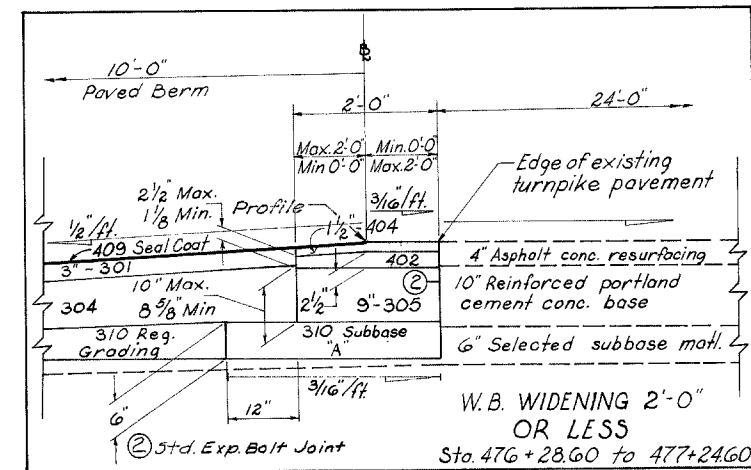 ℞
10'-0"
Paved Berm
2'-0"
24'-0"
Max. 2'-0"
Min 0'-0"
Min. 0'-0"
Max. 2'-0"
Edge of existing
turnpike pavement
2½" Max.
1⅛ Min.
Profile
3/16"/ft.
½"/ft.
1½"-404
409 Seal Coat
402
4" Asphalt conc. resurfacing
3"-301
②
10" Max.
8⅝" Min
10" Reinforced portland
cement conc. base
304
2½"
9"-305
310 Reg.
Grading
310 Subbase
"A"
6" Selected subbase matl.
3/16"/ft.
6"
12"
② Std. Exp. Bolt Joint
W.B. WIDENING 2'-0"
OR LESS
Sta. 476+28.60 to 477+24.60